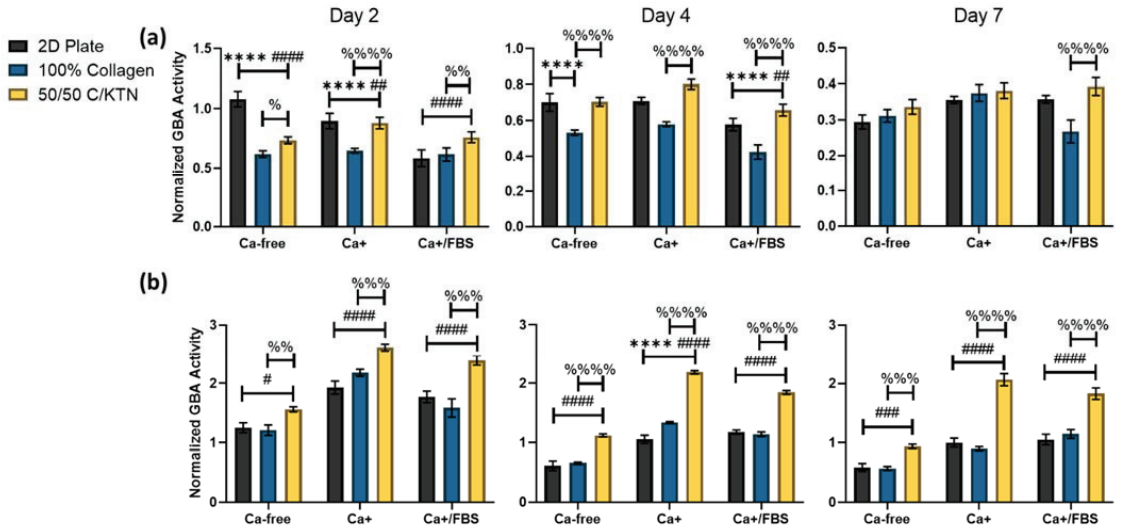 Day 2
Day 4
Day 7
(a)
2D Plate
100% Collagen
50/50 C/KTN
Normalized GBA Activity
1.5
1.0
0.5
0.0
**** ####
%
%%%%
**** ##
%%
####
Ca-free
Ca+
Ca+/FBS
1.0
0.8
0.6
0.4
0.2
0.0
%%%%
****
%%%%
%%%%
**** ##
Ca-free
Ca+
Ca+/FBS
0.5
0.4
0.3
0.2
0.1
0.0
%%%%
Ca-free
Ca+
Ca+/FBS
(b)
Normalized GBA Activity
3
2
1
0
%%
#
%%%
####
%%%
####
Ca-free
Ca+
Ca+/FBS
3
2
1
0
%%%%
####
%%%%
**** ####
%%%%
####
Ca-free
Ca+
Ca+/FBS
3
2
1
0
%%%
###
%%%%
####
%%%%
####
Ca-free
Ca+
Ca+/FBS